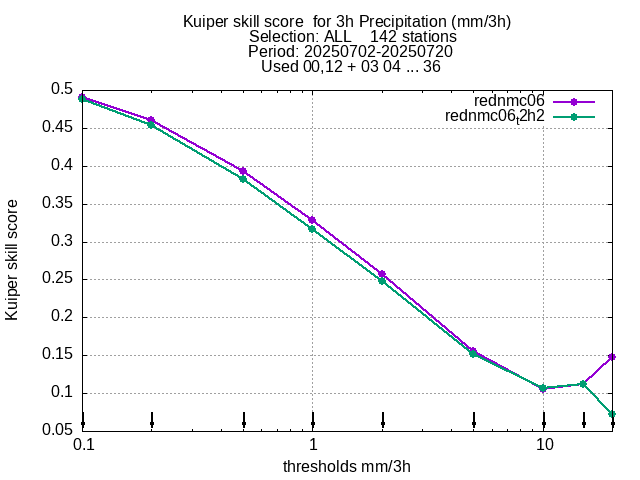 Kuiper skill score  for 3h Precipitation (mm/3h)
Selection: ALL    142 stations
Period: 20250702-20250720
Used 00,12 + 03 04 ... 36
rednmc06
rednmc06t2h2
Kuiper skill score
0.5
0.45
0.4
0.35
0.3
0.25
0.2
0.15
0.1
0.05
0.1 1 10
thresholds mm/3h